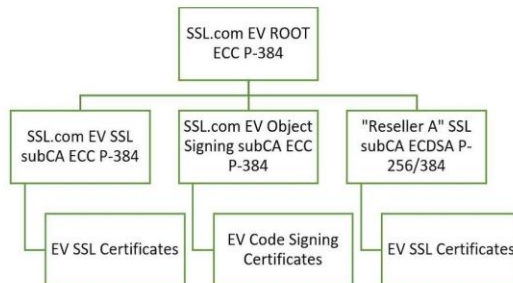 SSL.com EV ROOT
ECC P-384
SSL.com EV SSL
subCA ECC P-384
SSL.com EV Object
Signing subCA ECC
P-384
"Reseller A" SSL
subCA ECDSA P-
256/384
EV SSL Certificates
EV Code Signing
Certificates
EV SSL Certificates